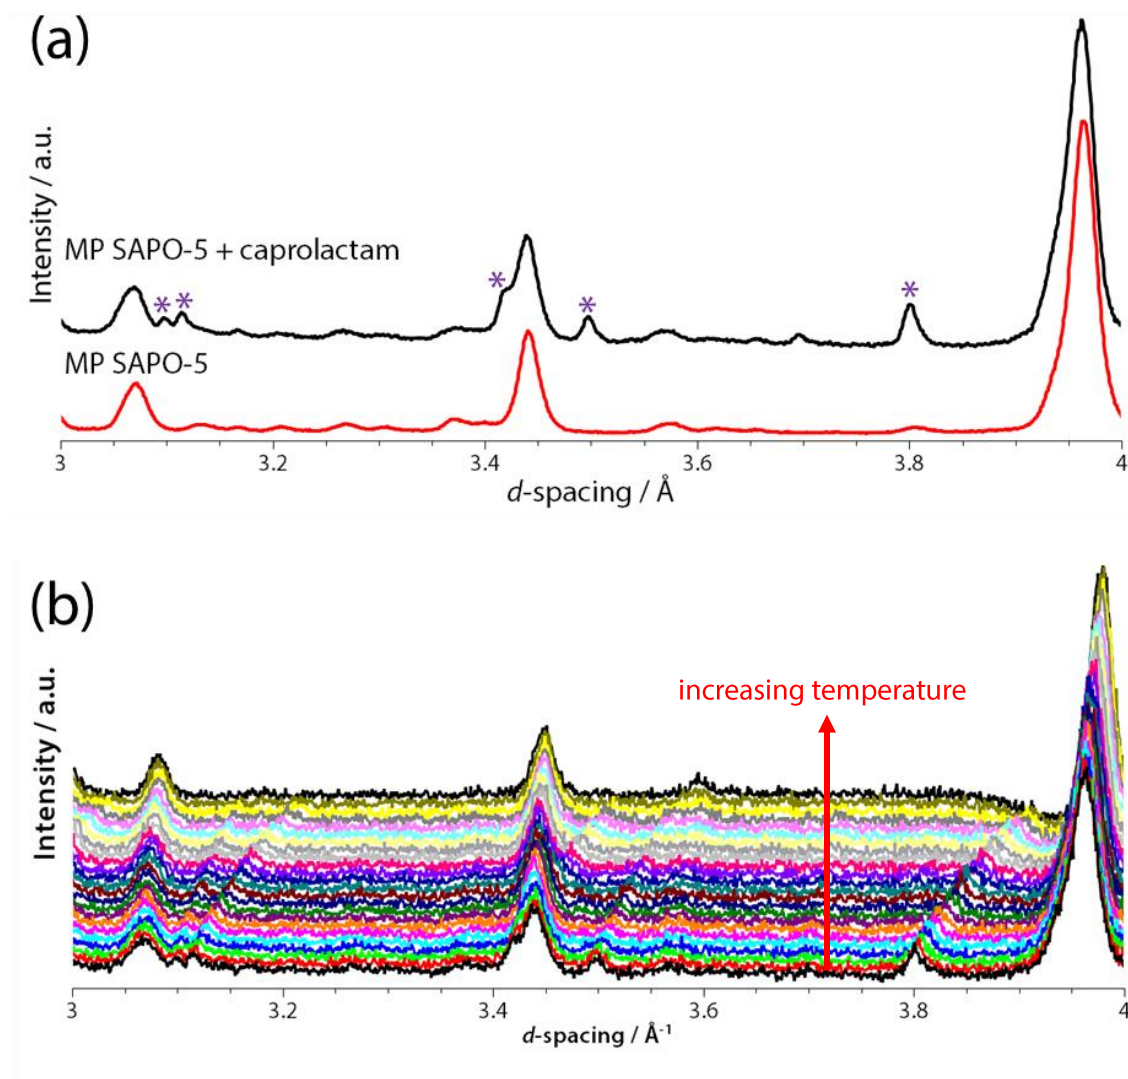 (a)
Intensity / a.u.
MP SAPO-5 + caprolactam
* * * * *
MP SAPO-5
3 3.2 3.4 3.6 3.8 4
d-spacing / Å
(b)
Intensity / a.u.
increasing temperature
3 3.2 3.4 3.6 3.8 4
d-spacing / Å-1